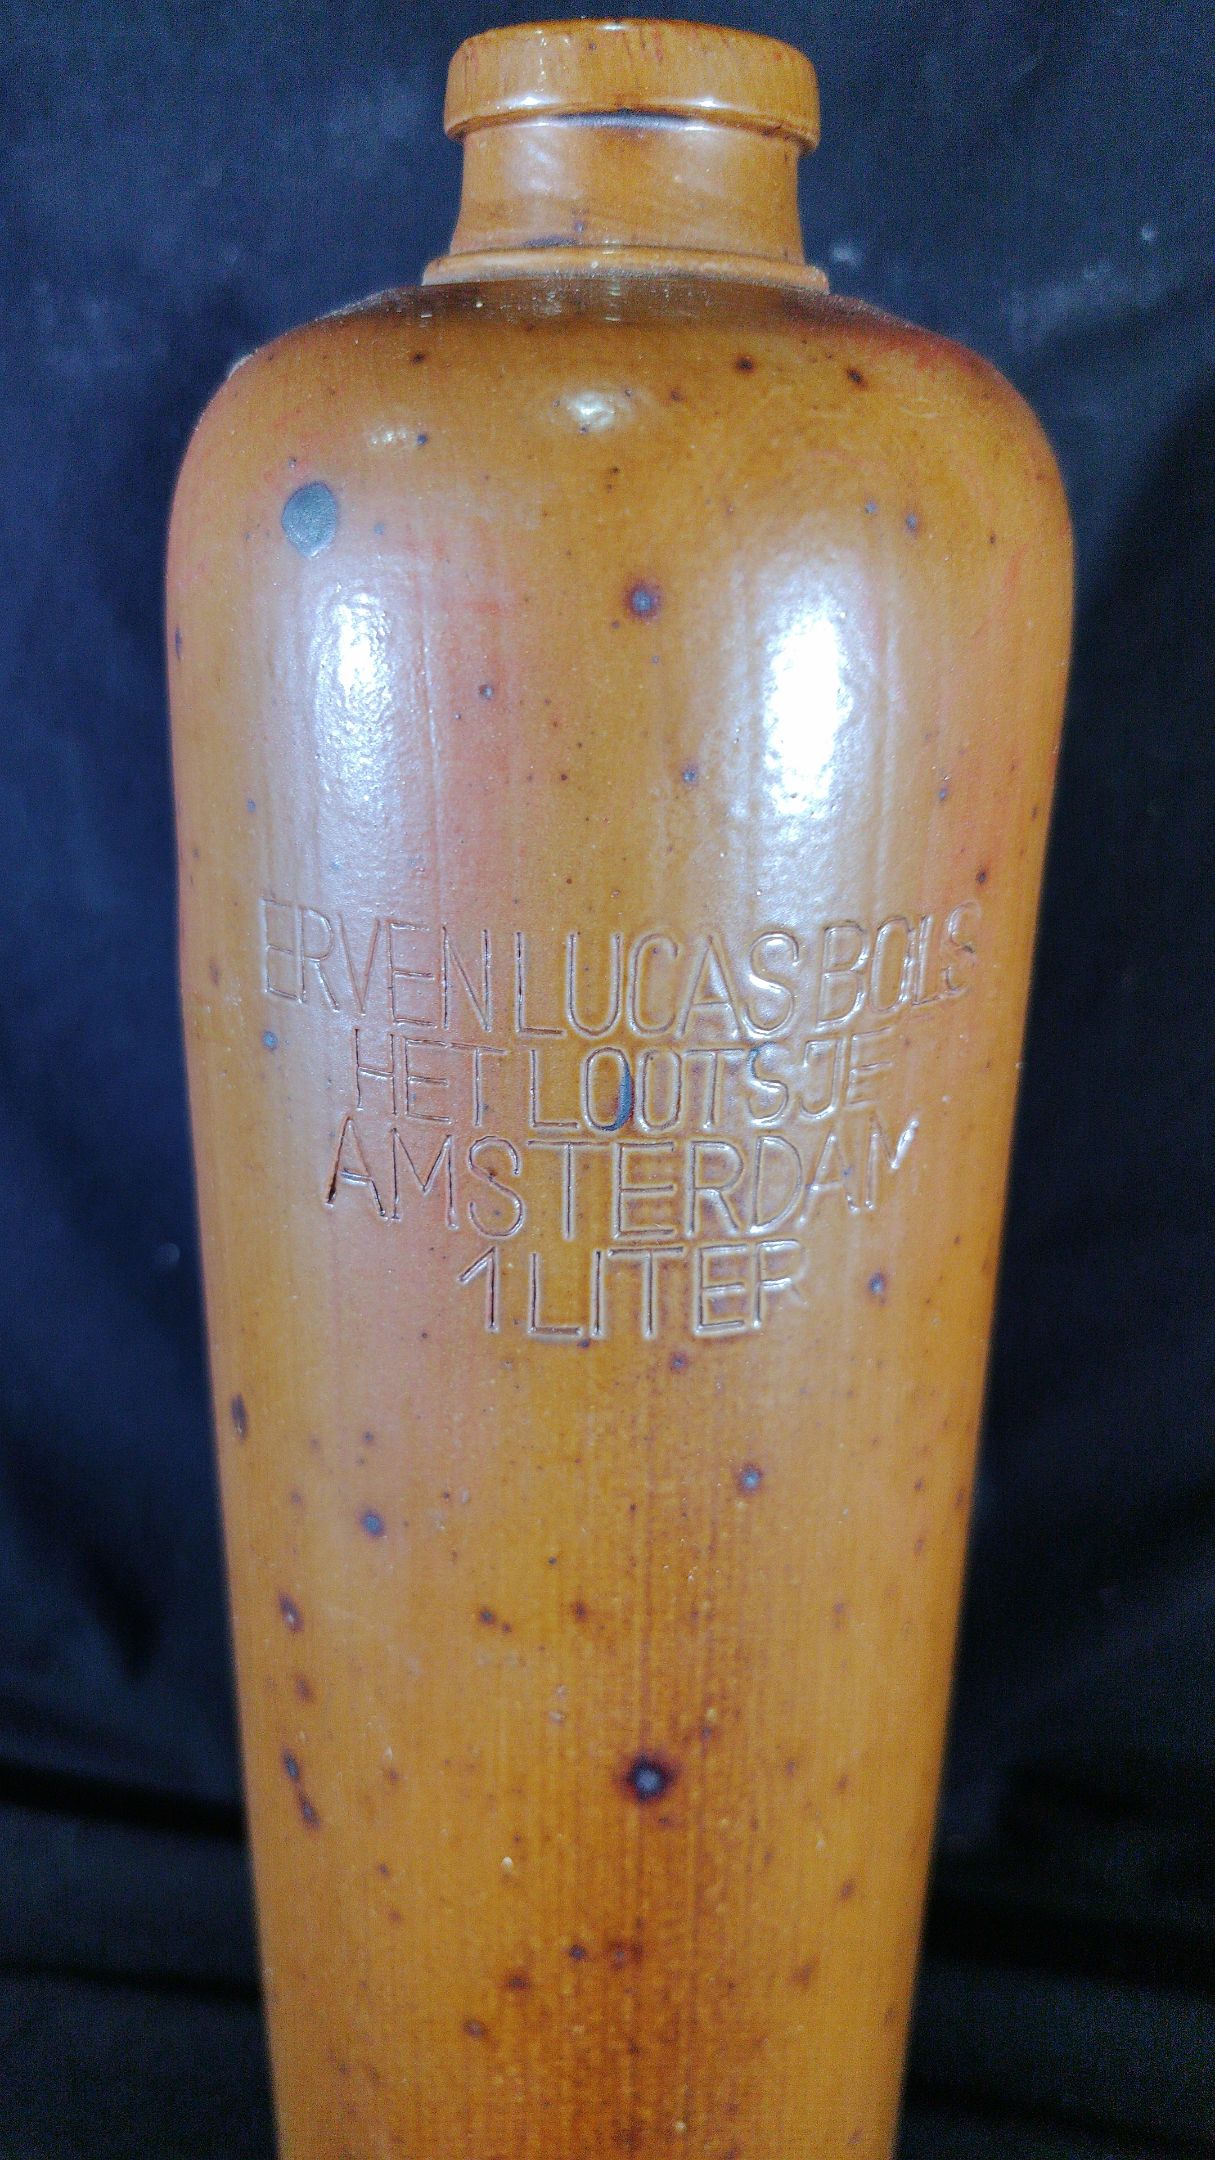 ERVEN LUCAS BOLS
HET LOOTSJE
AMSTERDAM
1 LITER